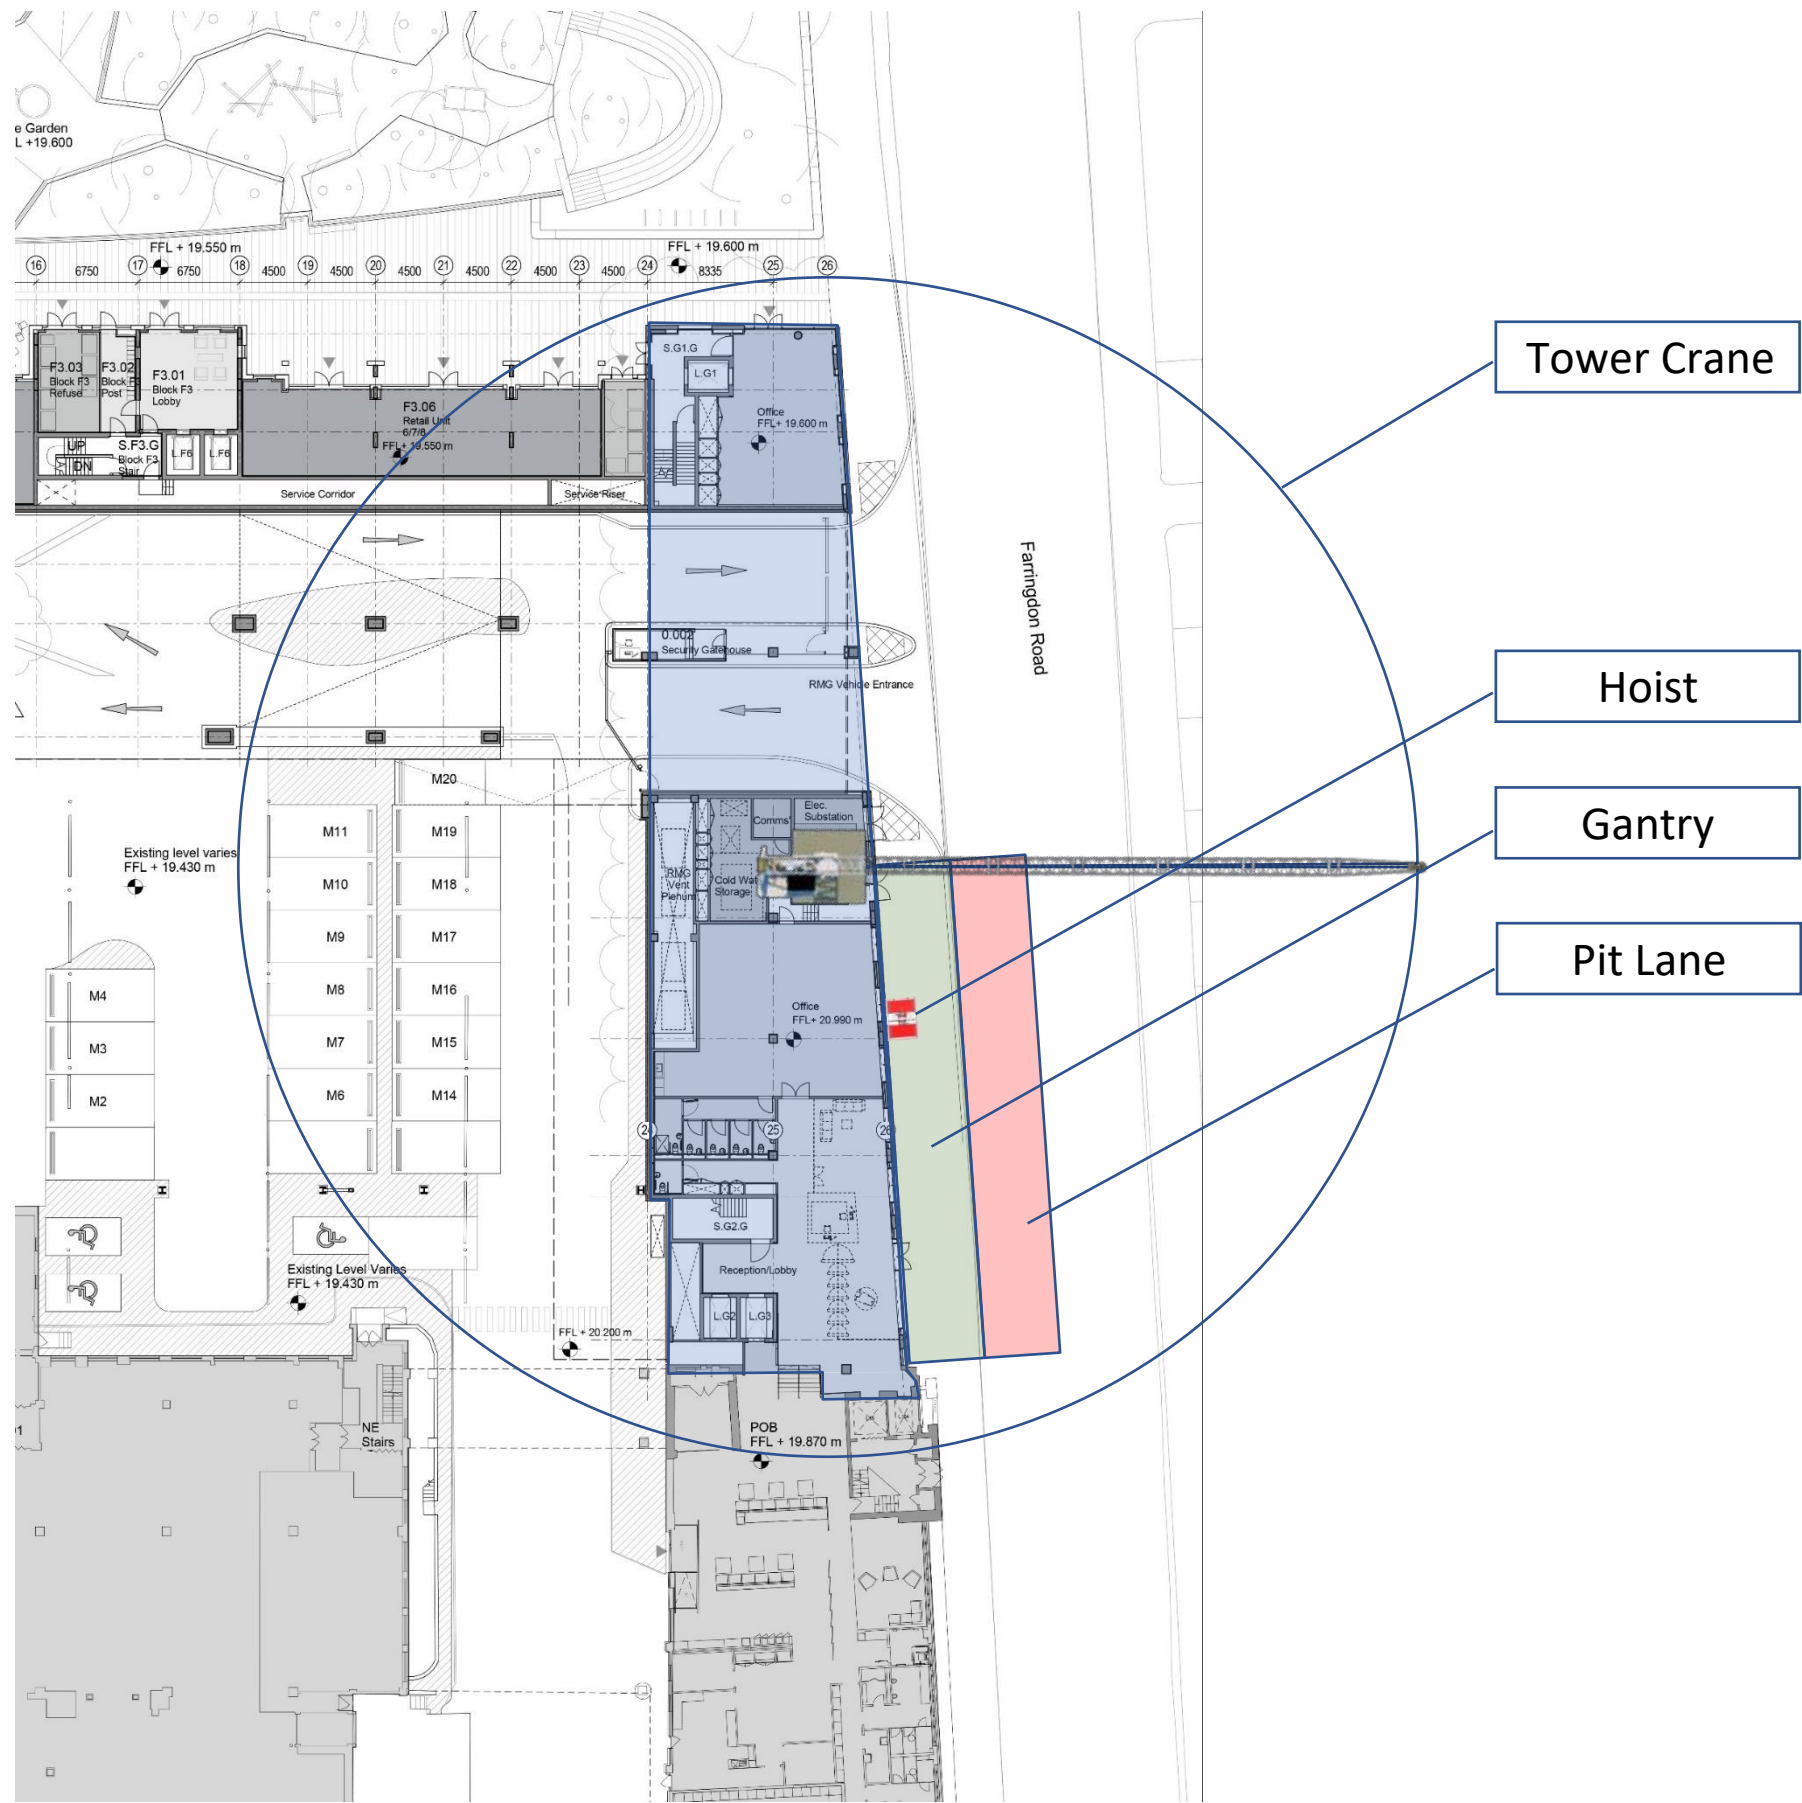 e Garden
L +19.600
FFL + 19.550 m
FFL + 19.600 m
16 6750 17 6750 18 4500 19 4500 20 4500 21 4500 22 4500 23 4500 24 8335 25 26
Tower Crane
F3.03
Block F3
Refuse
F3.02
Block F3
Post
F3.01
Block F3
Lobby
S.G1.G
L.G1
Office
FFL+ 19.600 m
F3.06
Retail Unit
6/7/8
FFL+ 19.550 m
UP
DN
S.F3.G
Block F3
Stair
L.F6
L.F6
Service Corridor
Service Riser
Farringdon Road
0.002
Security Gatehouse
RMG Vehicle Entrance
Hoist
Gantry
Pit Lane
M20
M11
M19
M10
M18
M9
M17
M8
M16
M7
M15
M6
M14
M4
M3
M2
Existing level varies
FFL + 19.430 m
Elec.
Substation
Comms'
RMG
Vent
Plenum
Cold Wat
Storage
Office
FFL+ 20.990 m
24
25
26
S.G2.G
Reception/Lobby
L.G2
L.G3
Existing Level Varies
FFL + 19.430 m
FFL + 20.200 m
NE
Stairs
POB
FFL + 19.870 m